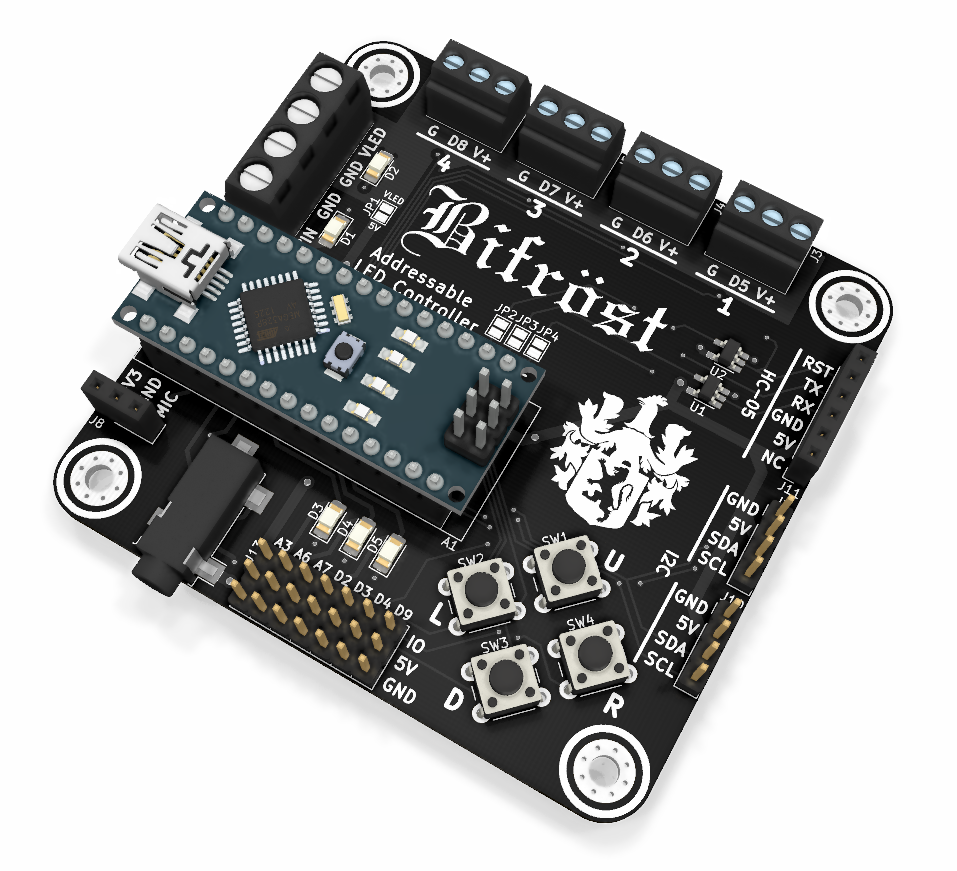 GND VLED
D2
G D8 V+
4
G D7 V+
3
G D6 V+
2
G D5 V+
1
J4
J3
VLED
JP1
5V
IN GND
D1
Bifröst
Addressable
LED Controller
JP2 JP3 JP4
U2
U1
HC-05
RST
TX
RX
GND
5V
NC
J11
GND
5V
SDA
SCL
I2C
GND
5V
SDA
SCL
V3
GND
MIC
J8
A1
D3
D4
D5
A3 A6 A7 D2 D3 D4 D9
IO
5V
GND
SW2
SW1
SW3
SW4
U
L
D
R